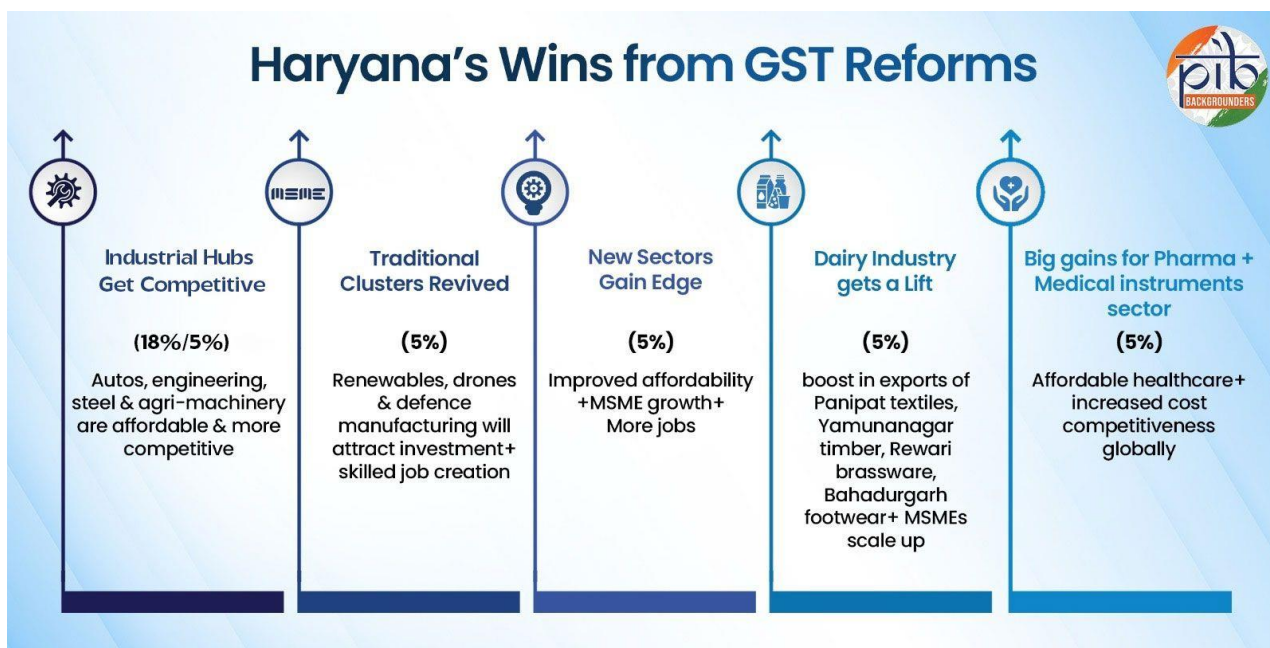 Haryana's Wins from GST Reforms
pib
BACKGROUNDERS
MSME
Industrial Hubs
Get Competitive
(18%/5%)
Autos, engineering,
steel & agri-machinery
are affordable & more
competitive
Traditional
Clusters Revived
(5%)
Renewables, drones
& defence
manufacturing will
attract investment+
skilled job creation
New Sectors
Gain Edge
(5%)
Improved affordability
+MSME growth+
More jobs
Dairy Industry
gets a Lift
(5%)
boost in exports of
Panipat textiles,
Yamunanagar
timber, Rewari
brassware,
Bahadurgarh
footwear+ MSMEs
scale up
Big gains for Pharma +
Medical instruments
sector
(5%)
Affordable healthcare+
increased cost
competitiveness
globally